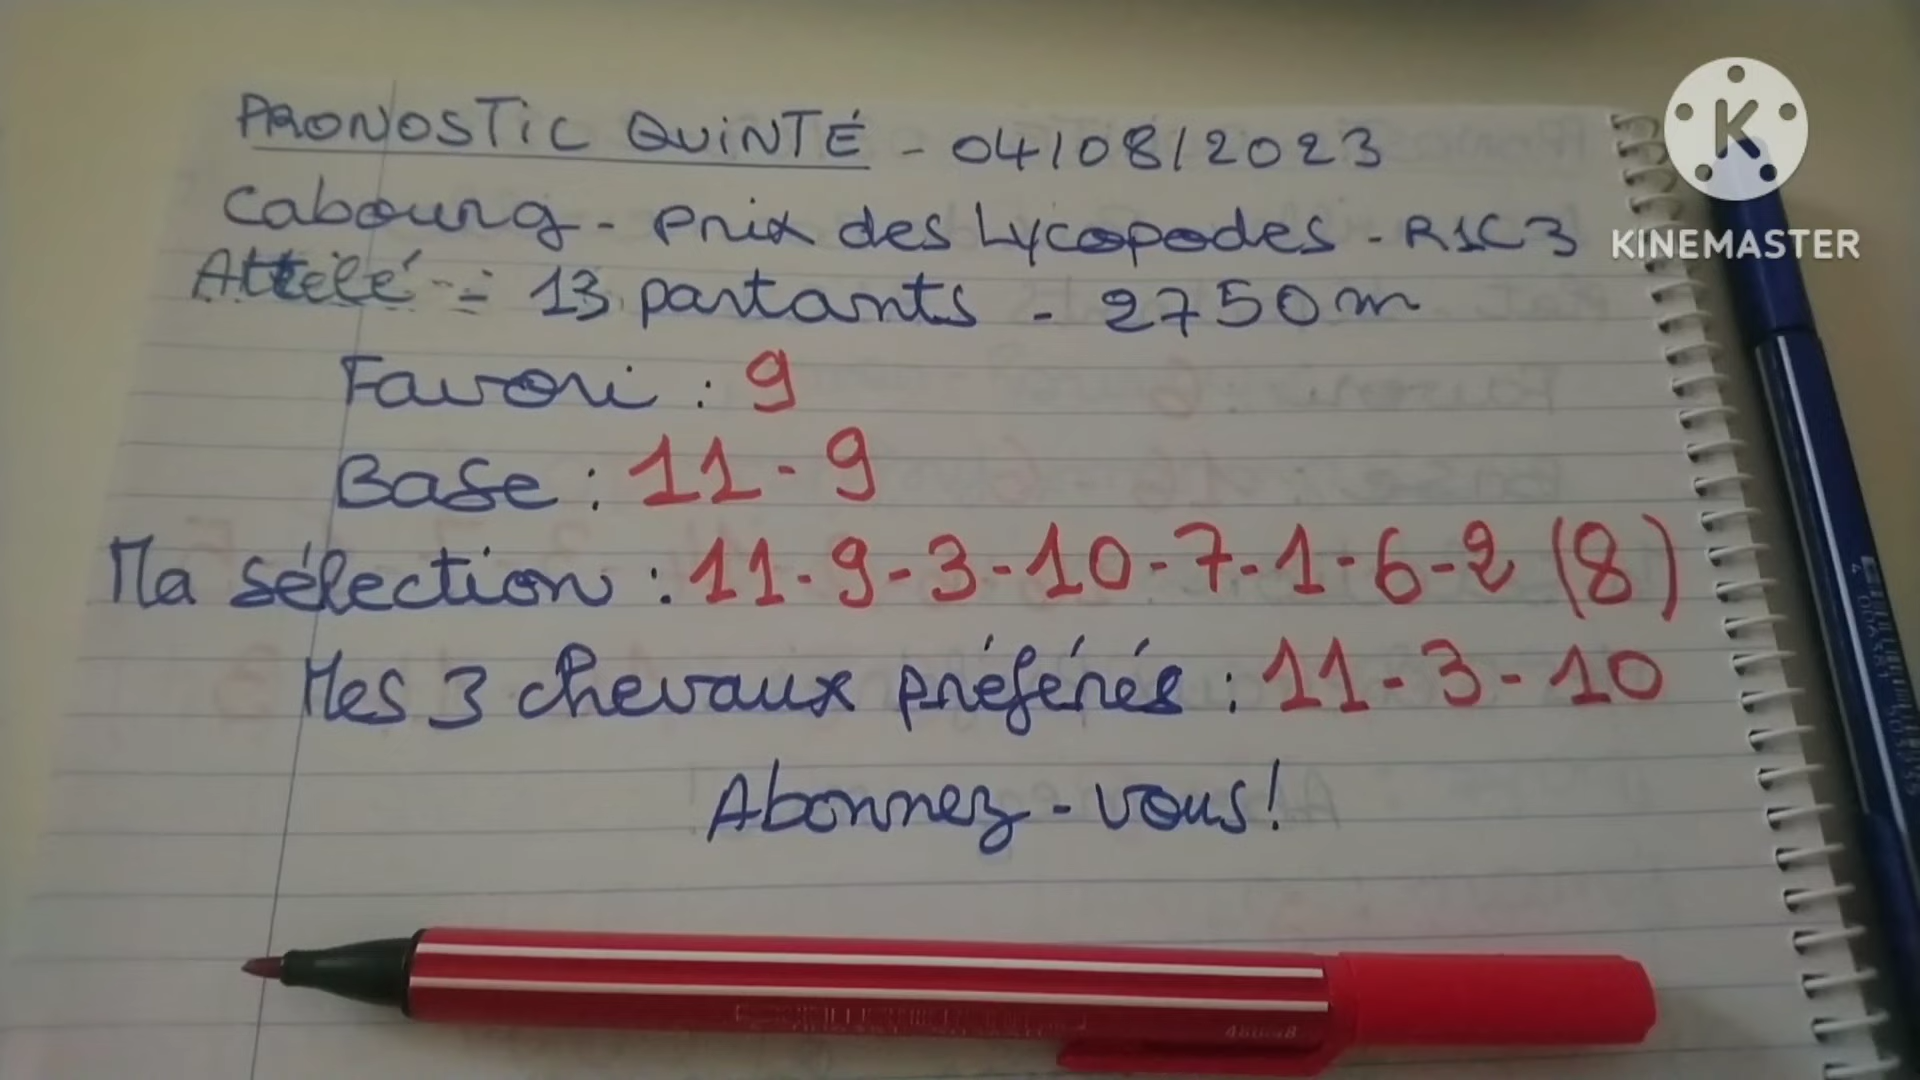 PRONOSTIC QUINTÉ - 04/08/2023
Cabourg - Prix des Lycopodes - R1C3
Attelé - 13 partants - 2750m
Favori : 9
Base : 11 - 9
Ma sélection : 11 - 9 - 3 - 10 - 7 - 1 - 6 - 2 (8)
Mes 3 chevaux préférés : 11 - 3 - 10
Abonnez-vous!
K
KINEMASTER